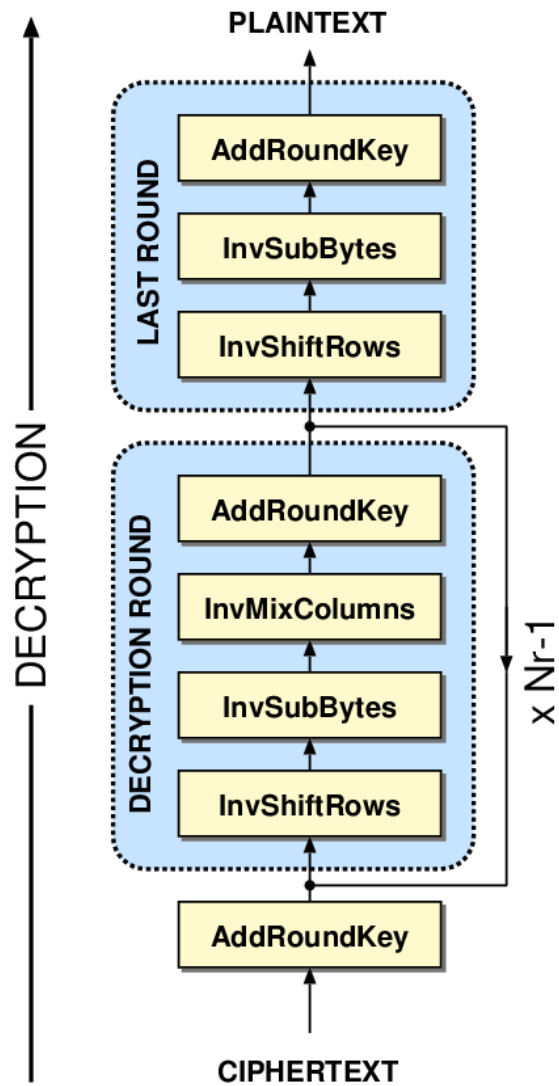 PLAINTEXT
AddRoundKey
InvSubBytes
InvShiftRows
LAST ROUND
AddRoundKey
InvMixColumns
InvSubBytes
InvShiftRows
DECRYPTION ROUND
x Nr-1
AddRoundKey
CIPHERTEXT
DECRYPTION